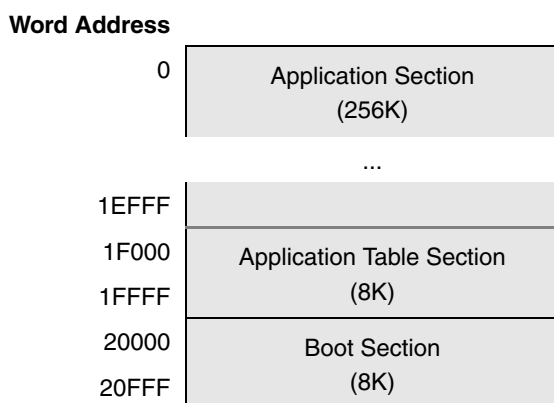 Word Address
0
Application Section
(256K)
...
1EFFF
1F000
Application Table Section
(8K)
1FFFF
20000
Boot Section
(8K)
20FFF